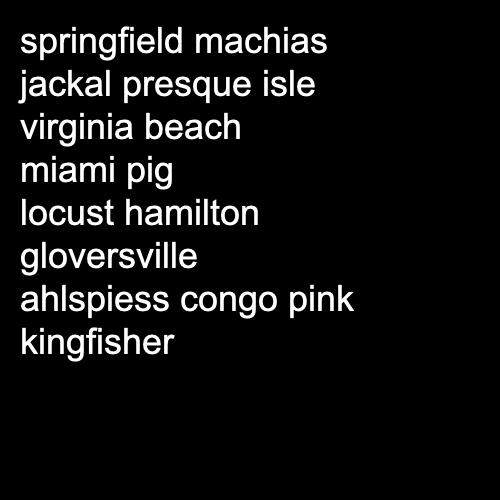 springfield machias
jackal presque isle
virginia beach
miami pig
locust hamilton
gloversville
ahlspiess congo pink
kingfisher